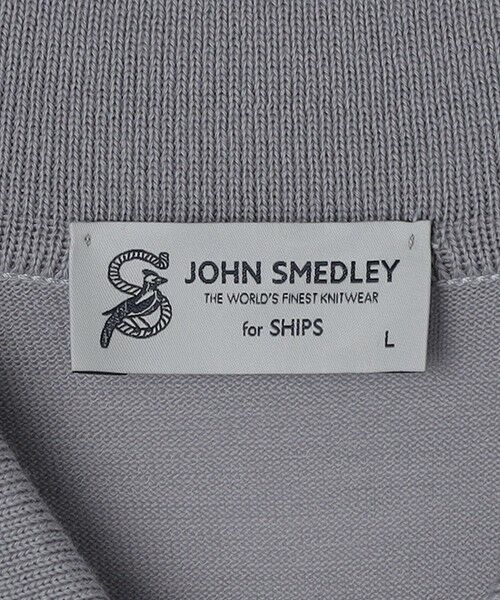 JOHN SMEDLEY
THE WORLD'S FINEST KNITWEAR
for SHIPS
L